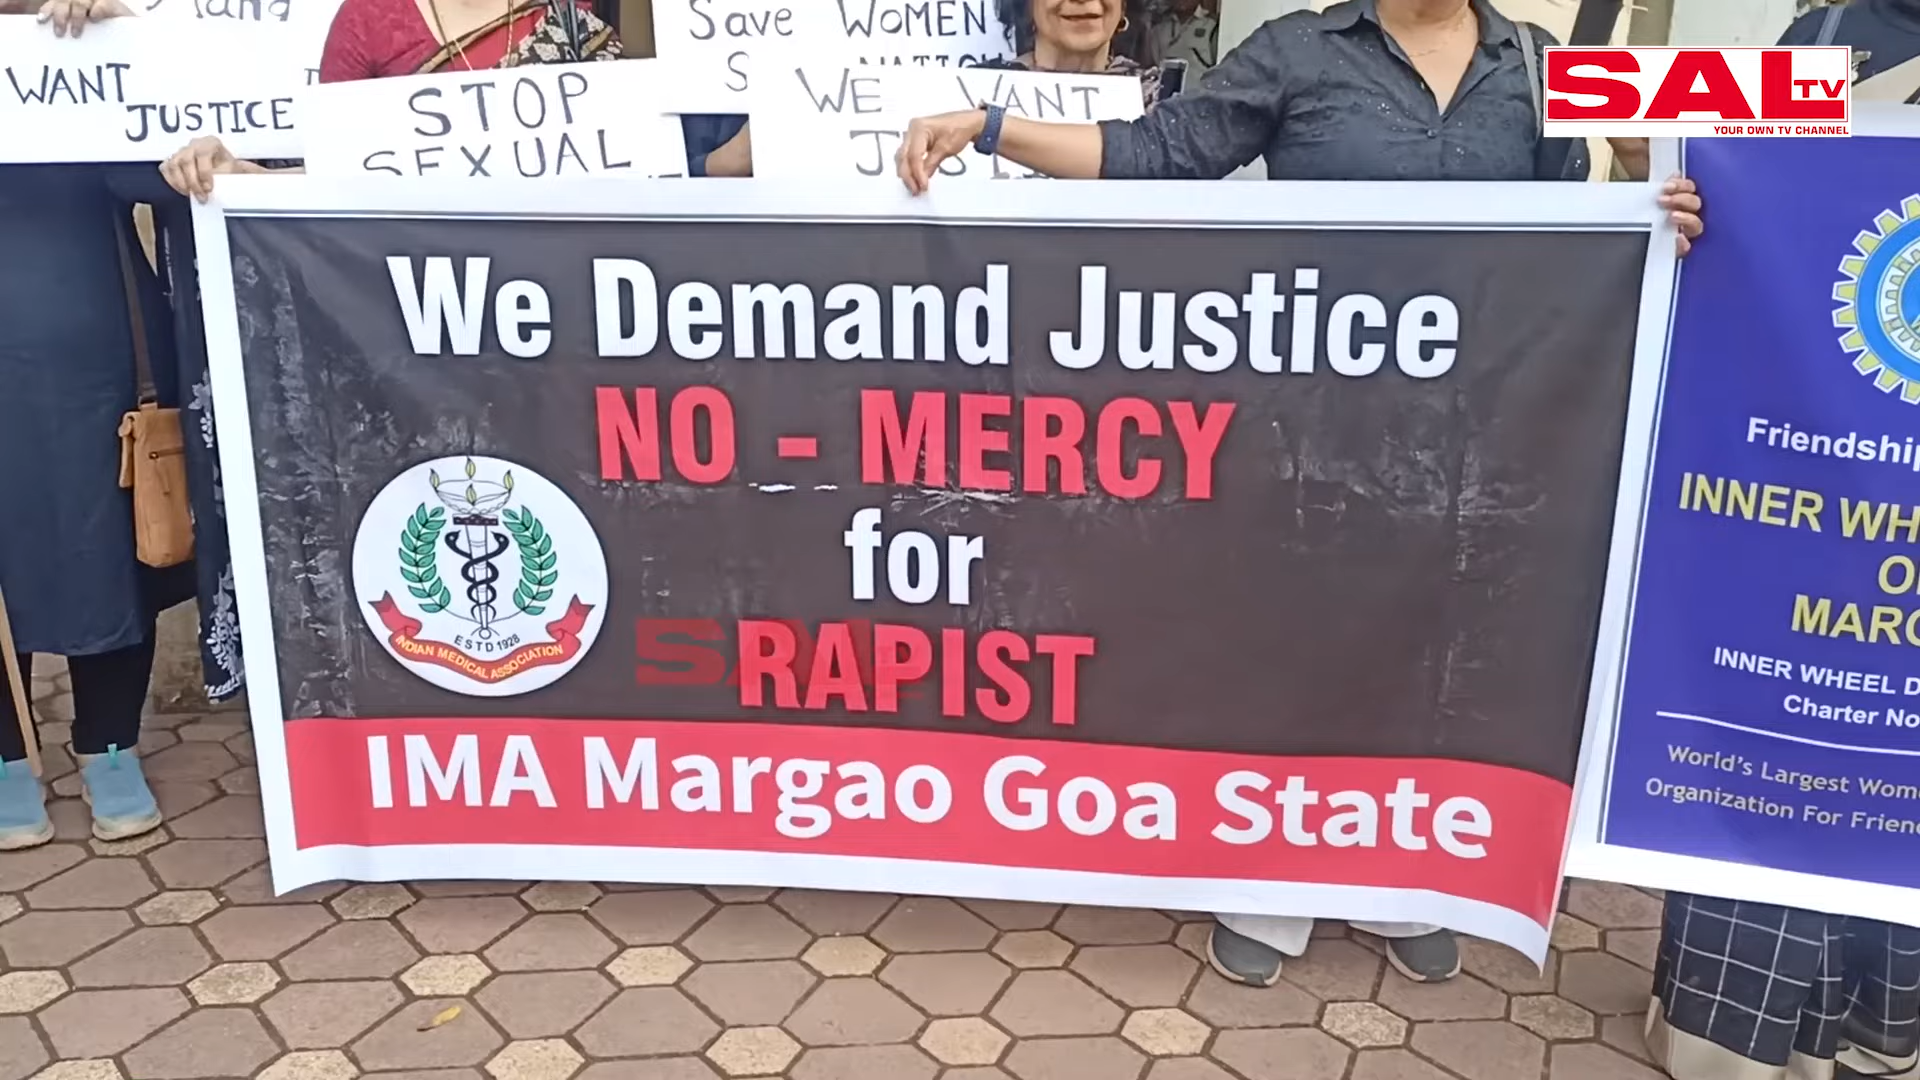 WANT
JUSTICE
STOP
SEXUAL
Save WOMEN
S NATION
WE WANT
SAL TV
YOUR OWN TV CHANNEL
We Demand Justice
NO - MERCY
for
RAPIST
ESTD 1928
INDIAN MEDICAL ASSOCIATION
IMA Margao Goa State
Friendship
INNER WH
MARG
INNER WHEEL D
Charter No
World's Largest Wom
Organization For Frien